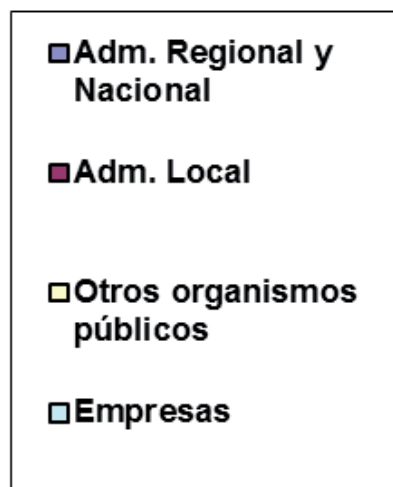 Adm. Regional y
Nacional
Adm. Local
Otros organismos
públicos
Empresas